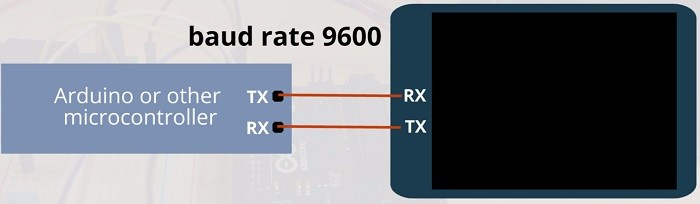 baud rate 9600
Arduino or other
microcontroller
TX
RX
RX
TX